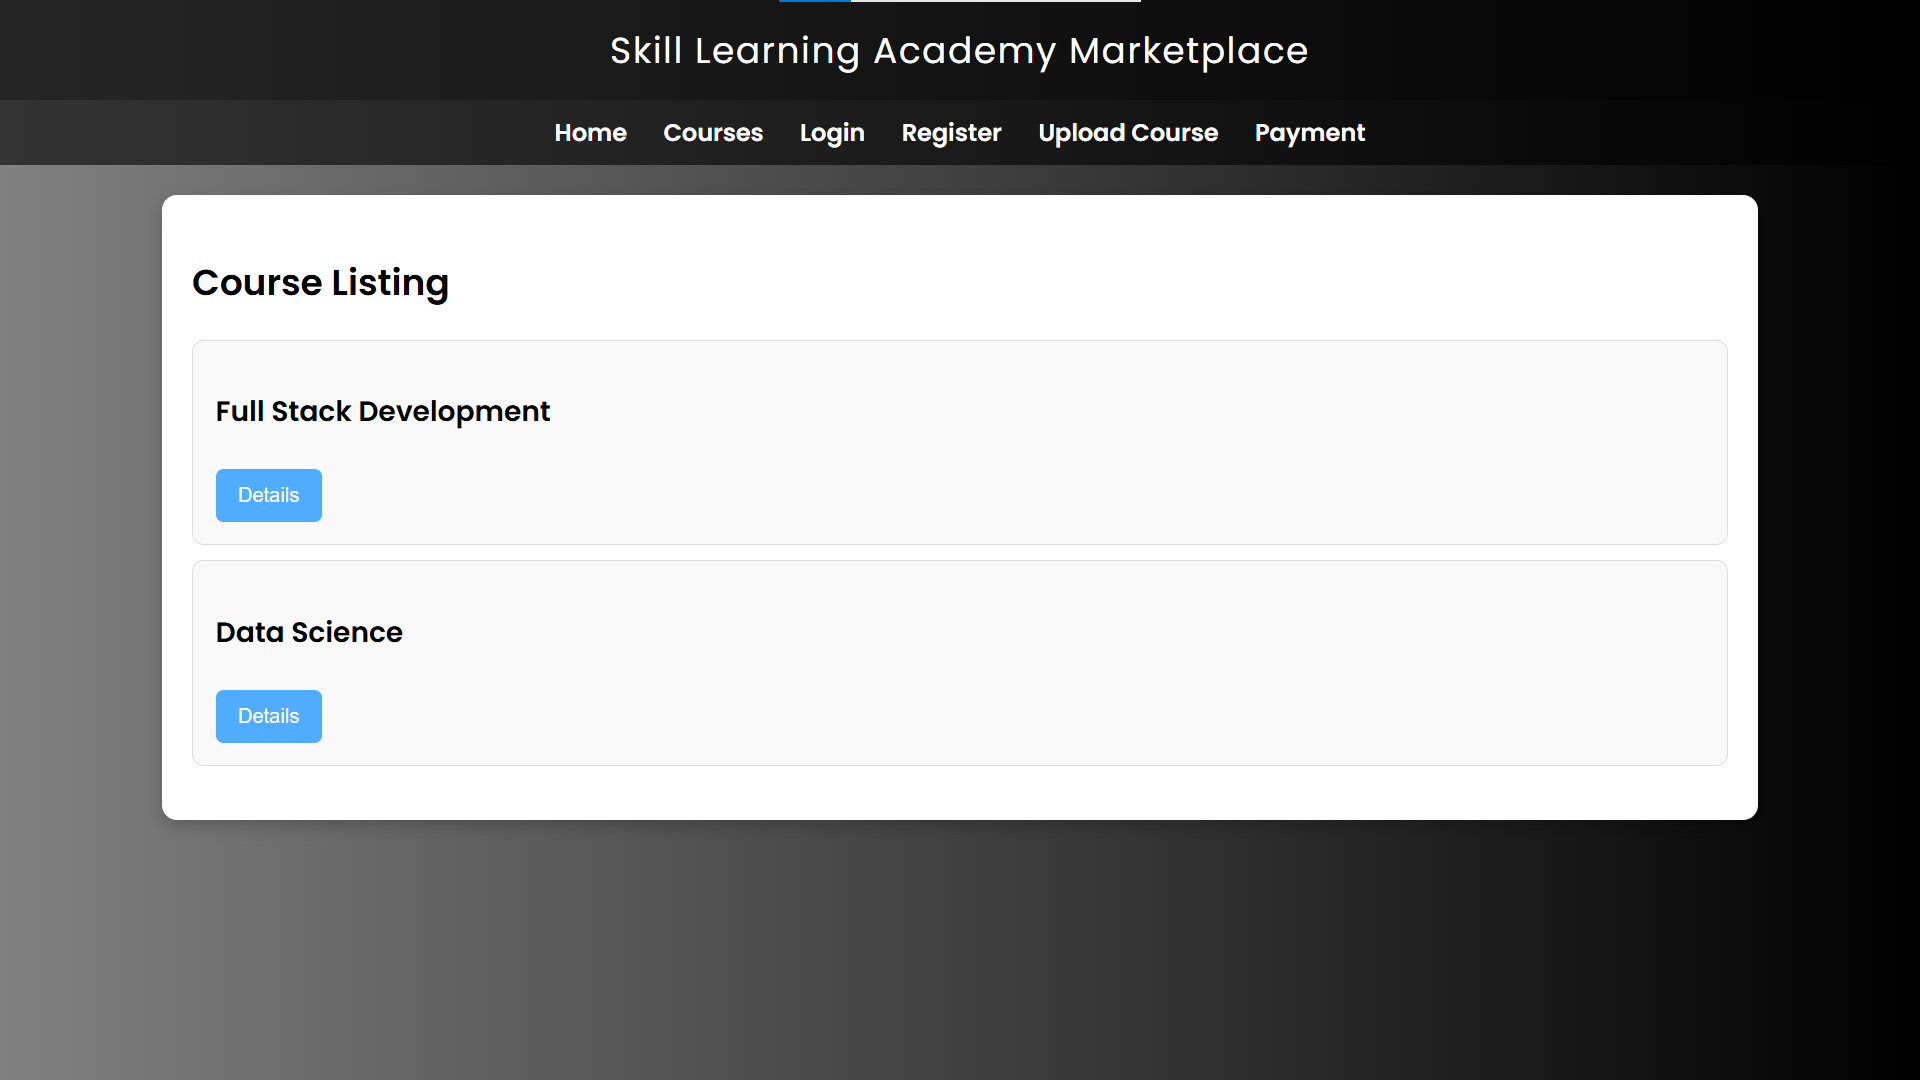 Skill Learning Academy Marketplace
Home Courses Login Register Upload Course Payment
Course Listing
Full Stack Development
Details
Data Science
Details